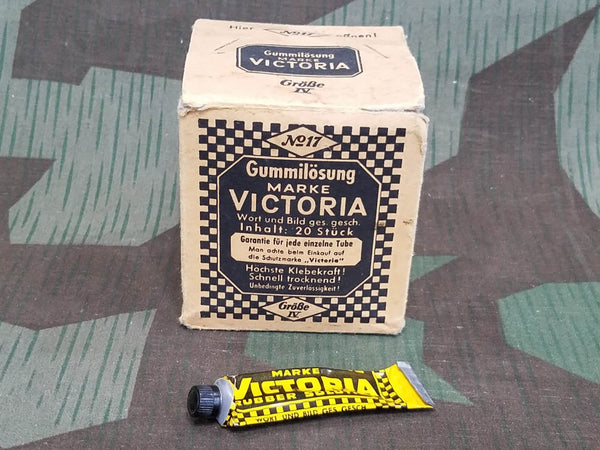 Hier No17 öffnen!
Gummilösung
MARKE
VICTORIA
Größe
IV.
No17
Gummilösung
MARKE
VICTORIA
Wort und Bild ges. gesch.
Inhalt: 20 Stück
Garantie für jede einzelne Tube
Man achte beim Einkauf auf
die Schutzmarke „Victoria"
Höchste Klebekraft!
Schnell trocknend!
Unbedingte Zuverlässigkeit!
Größe
IV.
MARKE
VICTORIA
RUBBER
WORT UND BILD GES. GESCH.